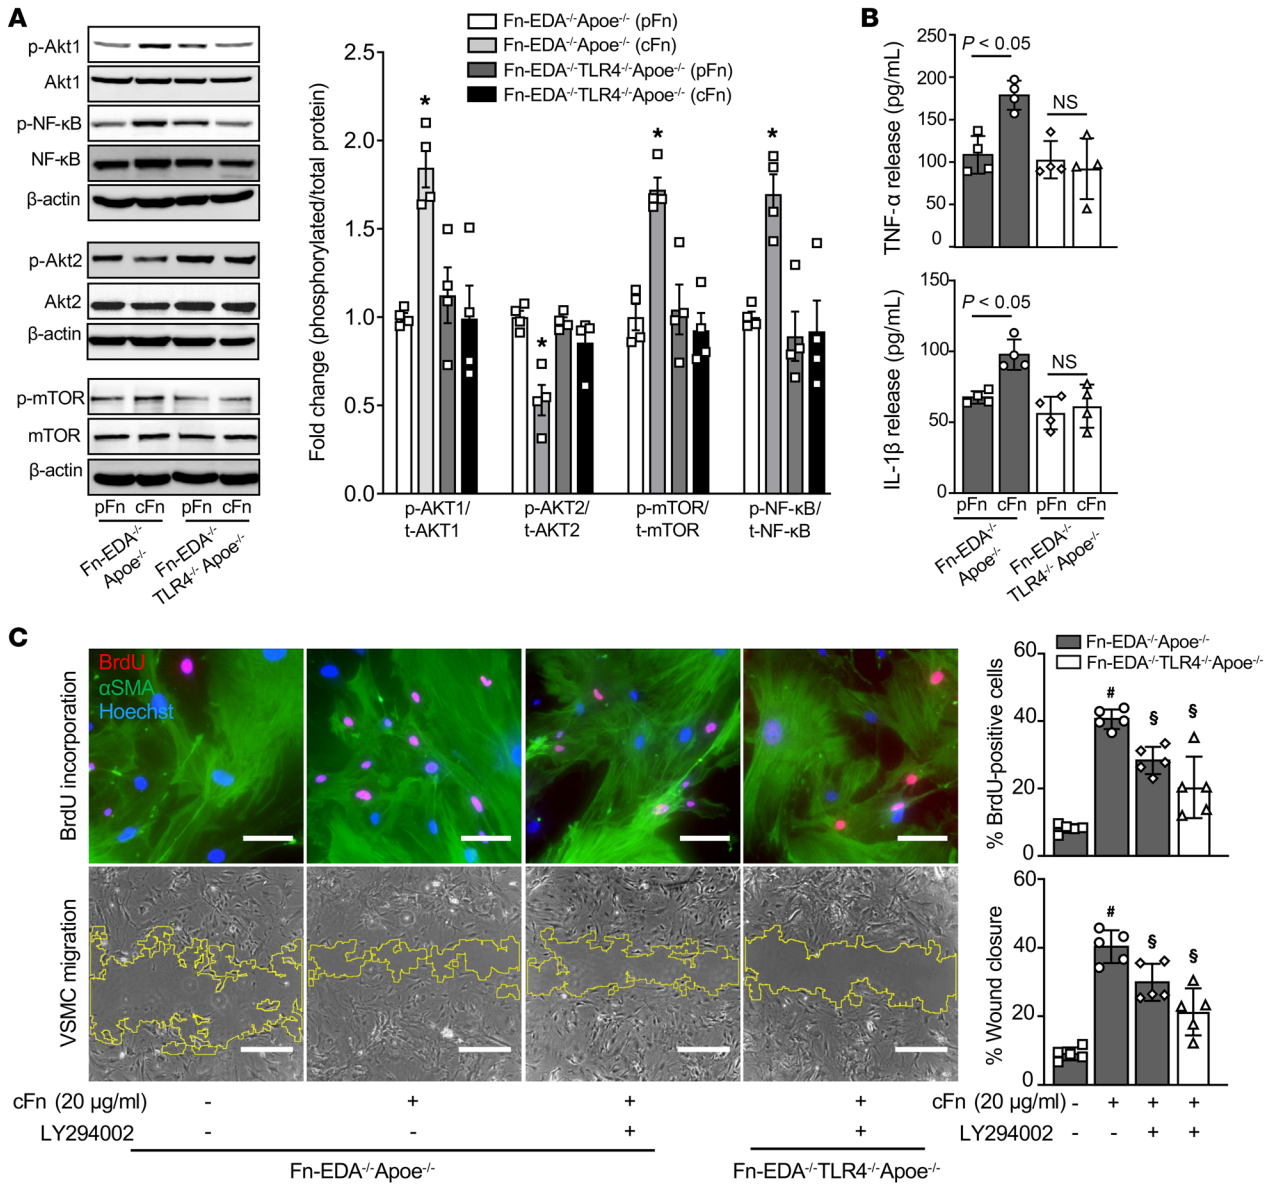 A
p-Akt1
Akt1
p-NF-κB
NF-κB
β-actin
p-Akt2
Akt2
β-actin
p-mTOR
mTOR
β-actin
pFn cFn pFn cFn
Fn-EDA-/- Apoe-/-
Fn-EDA-/- TLR4-/- Apoe-/-
Fn-EDA-/-Apoe-/- (pFn)
Fn-EDA-/-Apoe-/- (cFn)
Fn-EDA-/-TLR4-/-Apoe-/- (pFn)
Fn-EDA-/-TLR4-/-Apoe-/- (cFn)
Fold change (phosphorylated/total protein)
2.5
2.0
1.5
1.0
0.5
0.0
* * * *
p-AKT1/ p-AKT2/ p-mTOR/ p-NF-κB/
t-AKT1 t-AKT2 t-mTOR t-NF-κB
B
TNF-α release (pg/mL)
250
200
150
100
50
0
P < 0.05
NS
IL-1β release (pg/mL)
150
100
50
0
P < 0.05
NS
pFn cFn pFn cFn
Fn-EDA-/- Apoe-/-
Fn-EDA-/- TLR4-/- Apoe-/-
C
BrdU incorporation
BrdU
αSMA
Hoechst
VSMC migration
cFn (20 μg/ml) - + + +
LY294002 - - + +
Fn-EDA-/-Apoe-/- Fn-EDA-/-TLR4-/-Apoe-/-
Fn-EDA-/-Apoe-/-
Fn-EDA-/-TLR4-/-Apoe-/-
% BrdU-positive cells
60
40
20
0
# § §
% Wound closure
60
40
20
0
# § §
cFn (20 μg/ml) - + + +
LY294002 - - + +